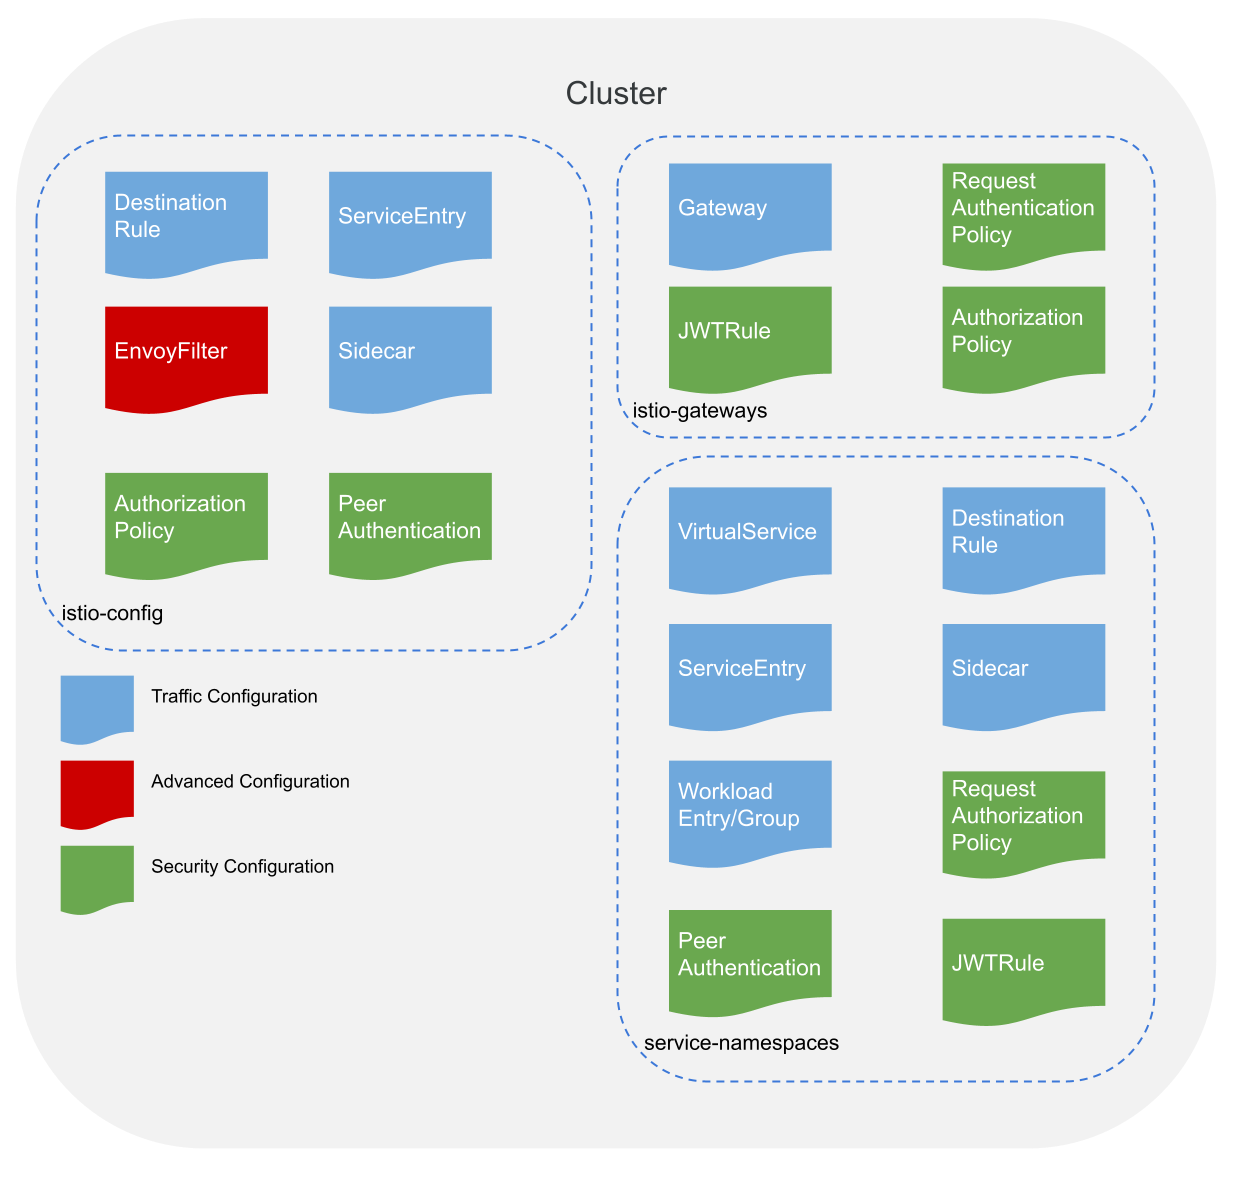 Cluster
Destination
Rule
ServiceEntry
EnvoyFilter
Sidecar
Authorization
Policy
Peer
Authentication
istio-config
Gateway
Request
Authentication
Policy
JWTRule
Authorization
Policy
istio-gateways
VirtualService
Destination
Rule
ServiceEntry
Sidecar
Workload
Entry/Group
Request
Authorization
Policy
Peer
Authentication
JWTRule
service-namespaces
Traffic Configuration
Advanced Configuration
Security Configuration